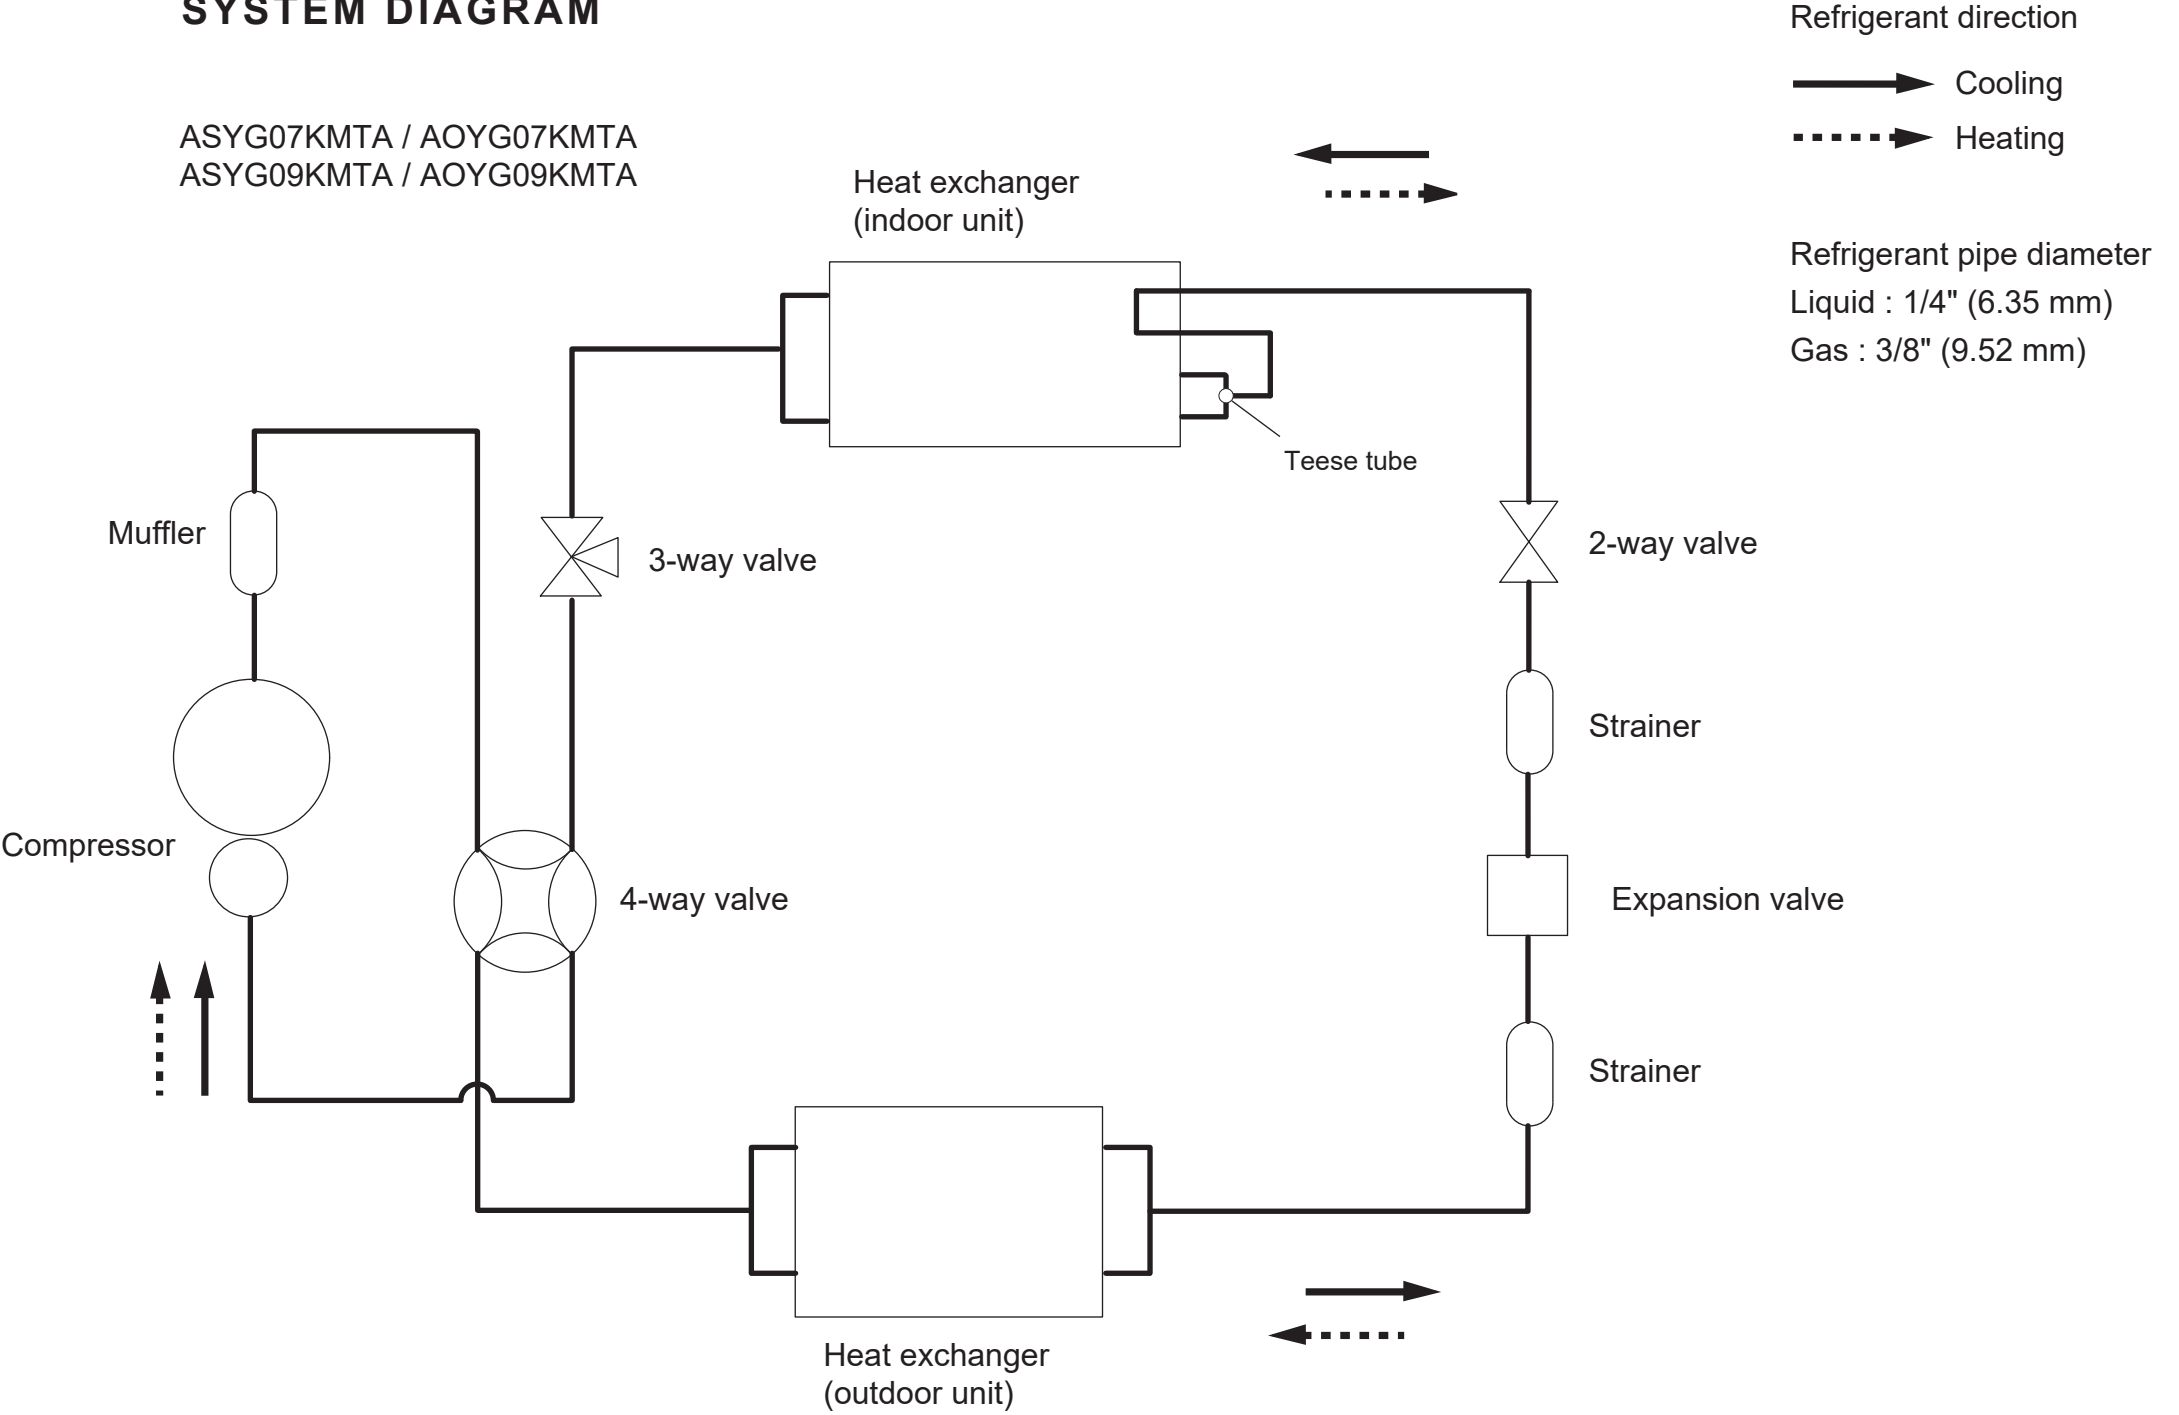 SYSTEM DIAGRAM
Refrigerant direction
Cooling
Heating
ASYG07KMTA / AOYG07KMTA
ASYG09KMTA / AOYG09KMTA
Heat exchanger
(indoor unit)
Refrigerant pipe diameter
Liquid : 1/4" (6.35 mm)
Gas : 3/8" (9.52 mm)
Teese tube
Muffler
3-way valve
2-way valve
Strainer
Compressor
4-way valve
Expansion valve
Strainer
Heat exchanger
(outdoor unit)